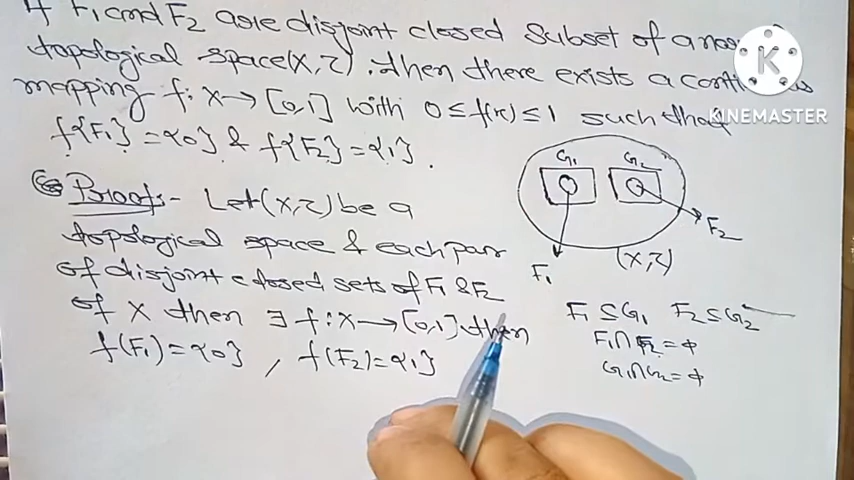 If F₁ and F₂ are disjoint closed subset of a
topological space (X,τ). then there exists a
mapping f: X → [0,1] with 0 ≤ f(x) ≤ 1 such that
f{F₁} = {0} & f{F₂} = {1}.
KINEMASTER
Proof:- Let (X,τ) be a
topological space & each pair
of disjoint closed sets of F₁ & F₂
of X then ∃ f: X → [0,1] then
f(F₁) = {0}, f(F₂) = {1}
G₁ G₂
F₂
F₁ (X,τ)
F₁ ⊆ G₁ F₂ ⊆ G₂
F₁ ∩ F₂ = φ
G₁ ∩ G₂ = φ